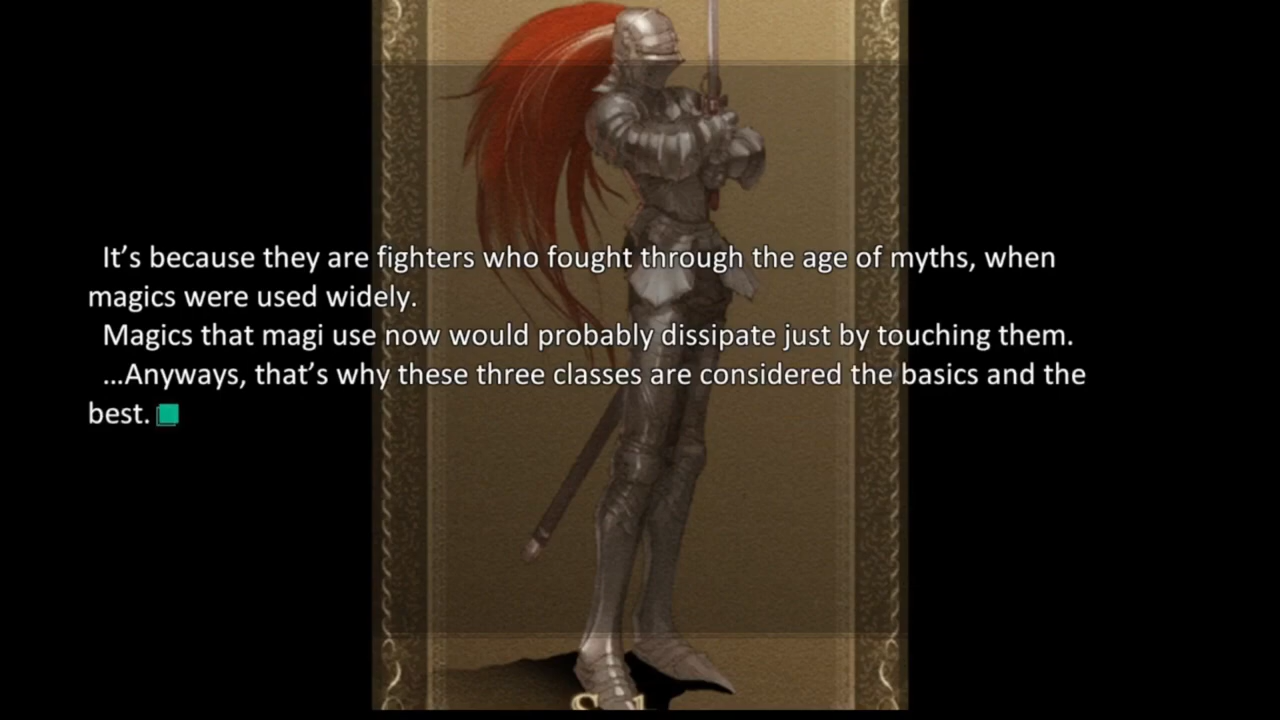 It’s because they are fighters who fought through the age of myths, when
magics were used widely.
Magics that magi use now would probably dissipate just by touching them.
…Anyways, that’s why these three classes are considered the basics and the
best.